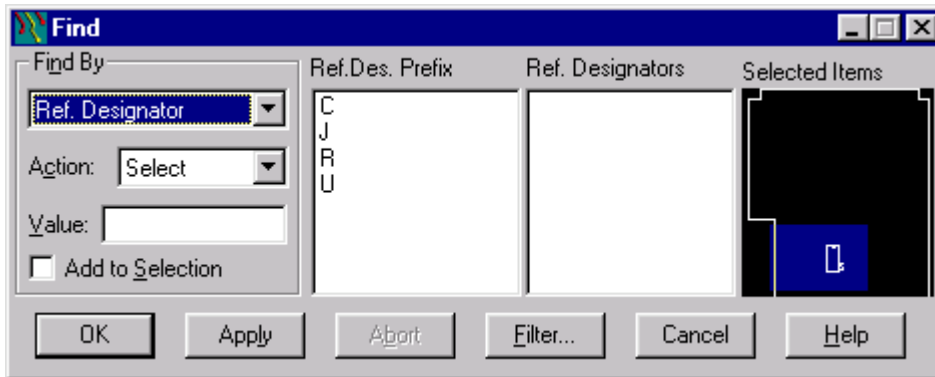 Find
Find By
Ref. Designator
Action: Select
Value:
Add to Selection
Ref.Des. Prefix
C
J
R
U
Ref. Designators
Selected Items
OK Apply Abort Filter... Cancel Help